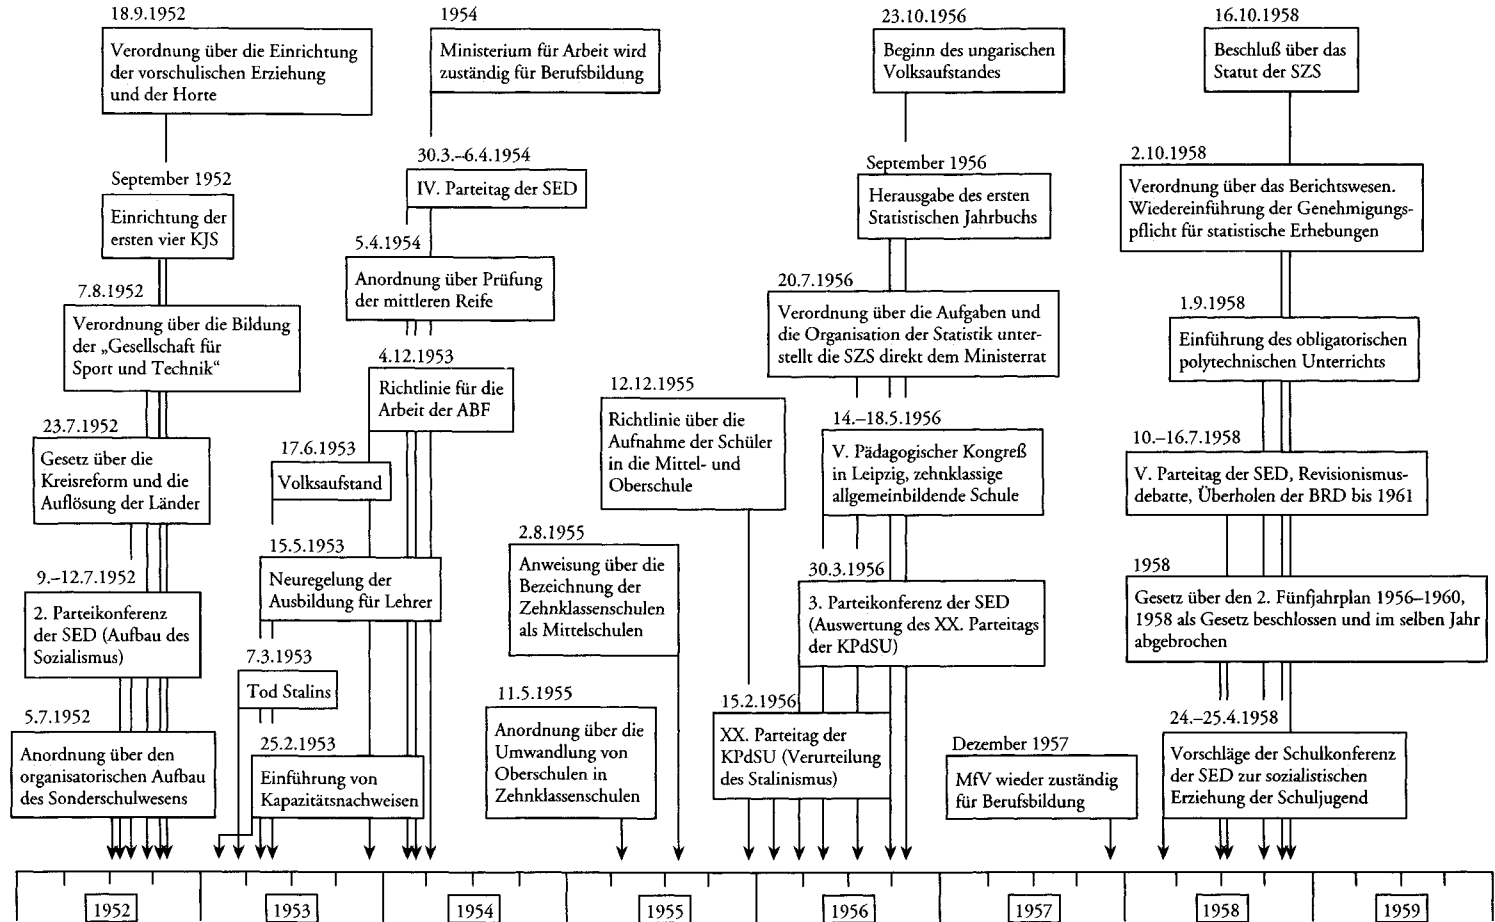 18.9.1952
Verordnung über die Einrichtung
der vorschulischen Erziehung
und der Horte
September 1952
Einrichtung der
ersten vier KJS
7.8.1952
Verordnung über die Bildung
der „Gesellschaft für
Sport und Technik“
23.7.1952
Gesetz über die
Kreisreform und die
Auflösung der Länder
9.–12.7.1952
2. Parteikonferenz
der SED (Aufbau des
Sozialismus)
5.7.1952
Anordnung über den
organisatorischen Aufbau
des Sonderschulwesens
1954
Ministerium für Arbeit wird
zuständig für Berufsbildung
30.3.–6.4.1954
IV. Parteitag der SED
5.4.1954
Anordnung über Prüfung
der mittleren Reife
4.12.1953
Richtlinie für die
Arbeit der ABF
17.6.1953
Volksaufstand
15.5.1953
Neuregelung der
Ausbildung für Lehrer
7.3.1953
Tod Stalins
25.2.1953
Einführung von
Kapazitätsnachweisen
12.12.1955
Richtlinie über die
Aufnahme der Schüler
in die Mittel- und
Oberschule
2.8.1955
Anweisung über die
Bezeichnung der
Zehnklassenschulen
als Mittelschulen
11.5.1955
Anordnung über die
Umwandlung von
Oberschulen in
Zehnklassenschulen
23.10.1956
Beginn des ungarischen
Volksaufstandes
September 1956
Herausgabe des ersten
Statistischen Jahrbuchs
20.7.1956
Verordnung über die Aufgaben und
die Organisation der Statistik unter-
stellt die SZS direkt dem Ministerrat
14.–18.5.1956
V. Pädagogischer Kongreß
in Leipzig, zehnklassige
allgemeinbildende Schule
30.3.1956
3. Parteikonferenz der SED
(Auswertung des XX. Parteitags
der KPdSU)
15.2.1956
XX. Parteitag der
KPdSU (Verurteilung
des Stalinismus)
Dezember 1957
MfV wieder zuständig
für Berufsbildung
16.10.1958
Beschluß über das
Statut der SZS
2.10.1958
Verordnung über das Berichtswesen.
Wiedereinführung der Genehmigungs-
pflicht für statistische Erhebungen
1.9.1958
Einführung des obligatorischen
polytechnischen Unterrichts
10.–16.7.1958
V. Parteitag der SED, Revisionismus-
debatte, Überholen der BRD bis 1961
1958
Gesetz über den 2. Fünfjahrplan 1956–1960,
1958 als Gesetz beschlossen und im selben Jahr
abgebrochen
24.–25.4.1958
Vorschläge der Schulkonferenz
der SED zur sozialistischen
Erziehung der Schuljugend
1952
1953
1954
1955
1956
1957
1958
1959